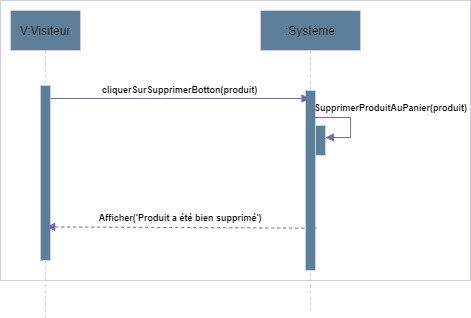 V:Visiteur
:Système
cliquerSurSupprimerBotton(produit)
SupprimerProduitAuPanier(produit)
Afficher('Produit a été bien supprimé')